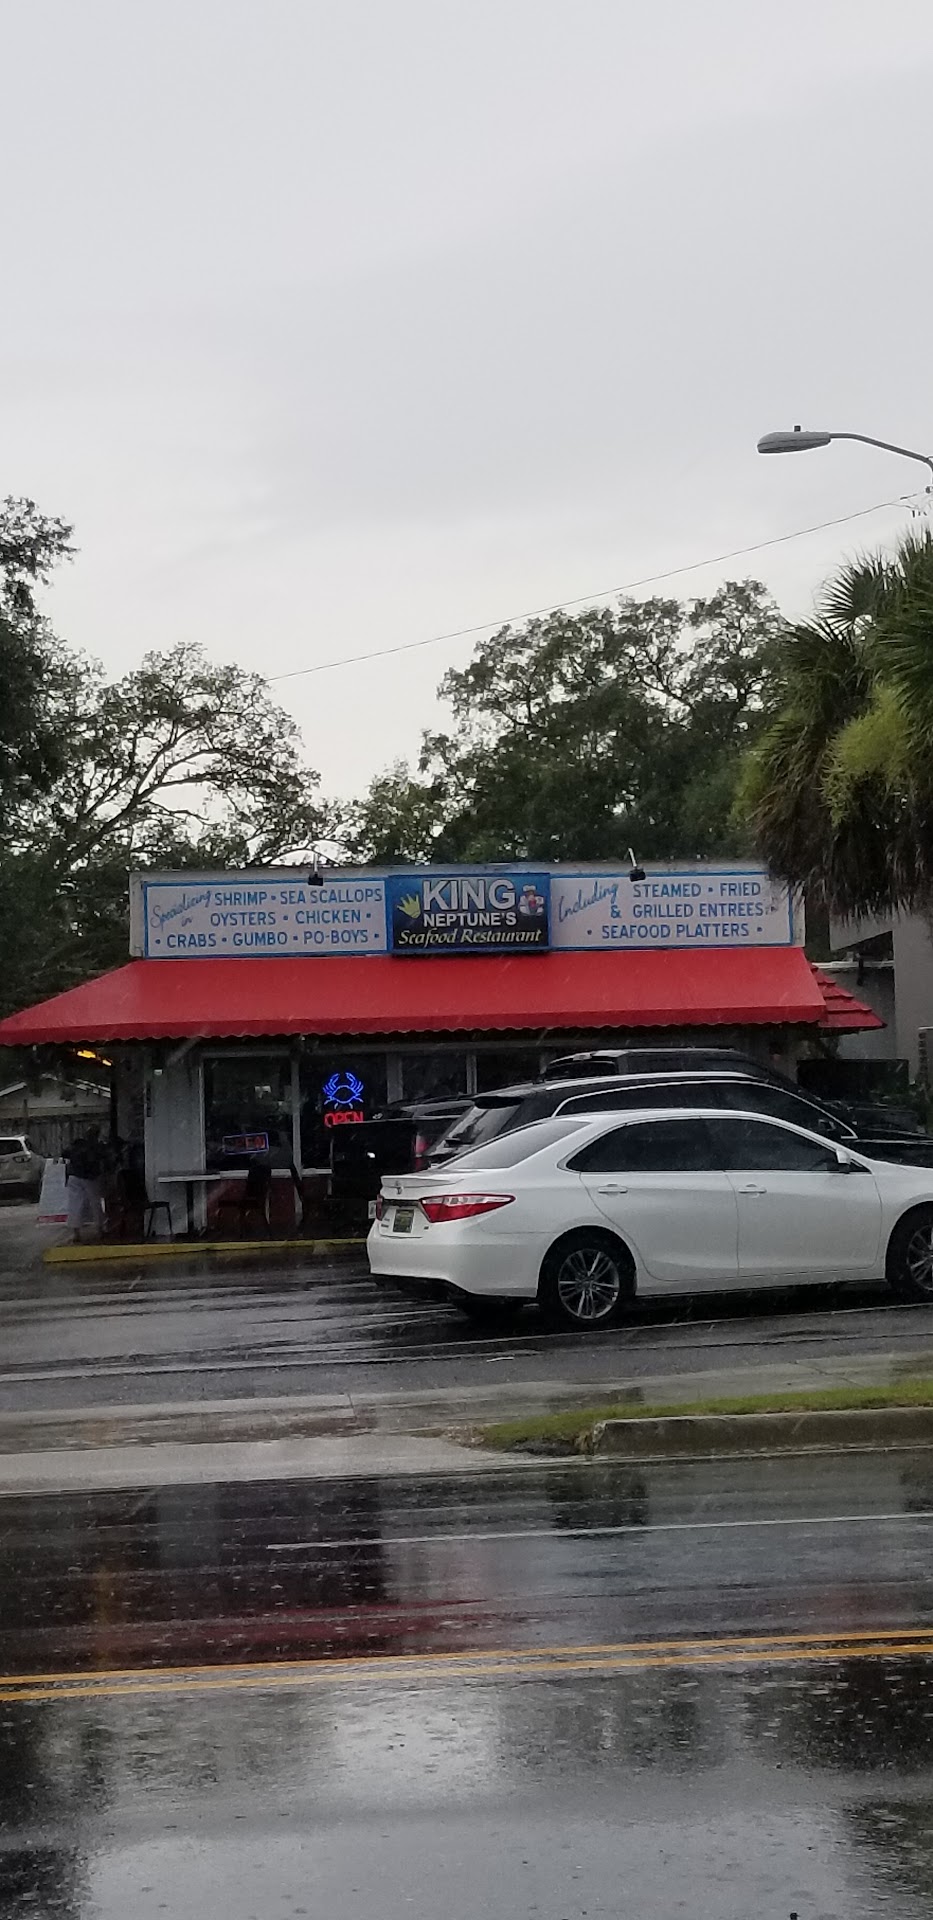 Specializing in
SHRIMP • SEA SCALLOPS
OYSTERS • CHICKEN •
• CRABS • GUMBO • PO-BOYS •
KING
NEPTUNE'S
Seafood Restaurant
Including
STEAMED • FRIED
& GRILLED ENTREES
• SEAFOOD PLATTERS •
OPEN